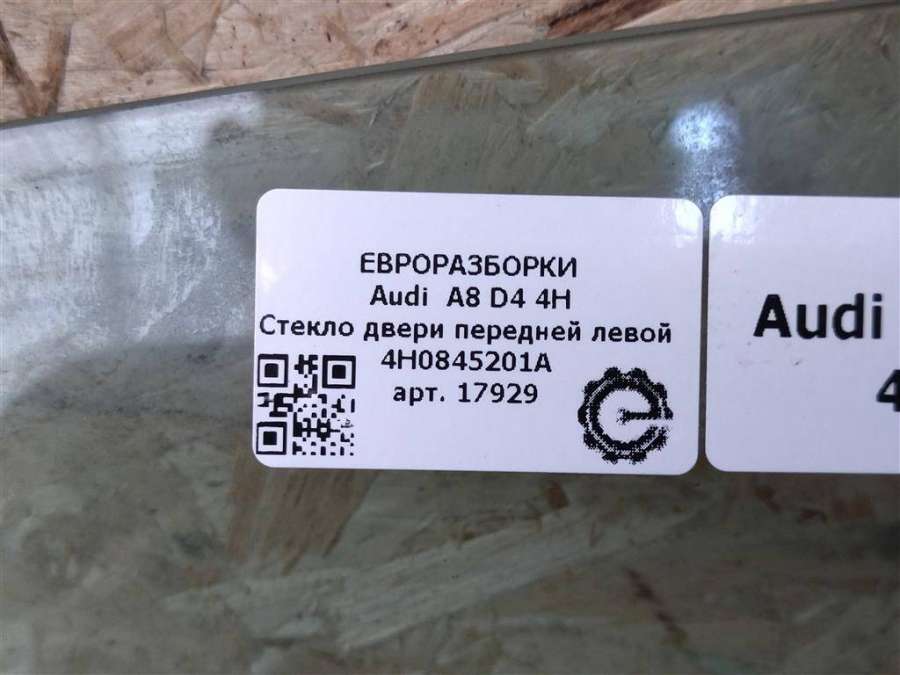 ЕВРОРАЗБОРКИ
Audi A8 D4 4H
Стекло двери передней левой
4H0845201A
арт. 17929
Audi
4